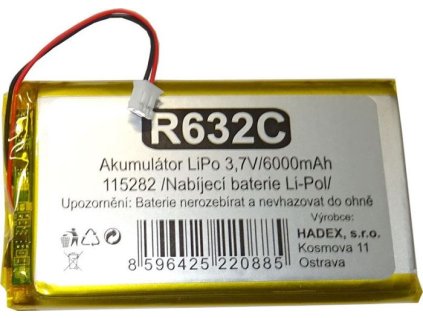 R632C
Akumulátor LiPo 3,7V/6000mAh
115282 /Nabíjecí baterie Li-Pol/
Upozornění: Baterie nerozebírat a nevhazovat do ohně
Výrobce:
HADEX, s.r.o.
Kosmova 11
Ostrava
8 596425 220885